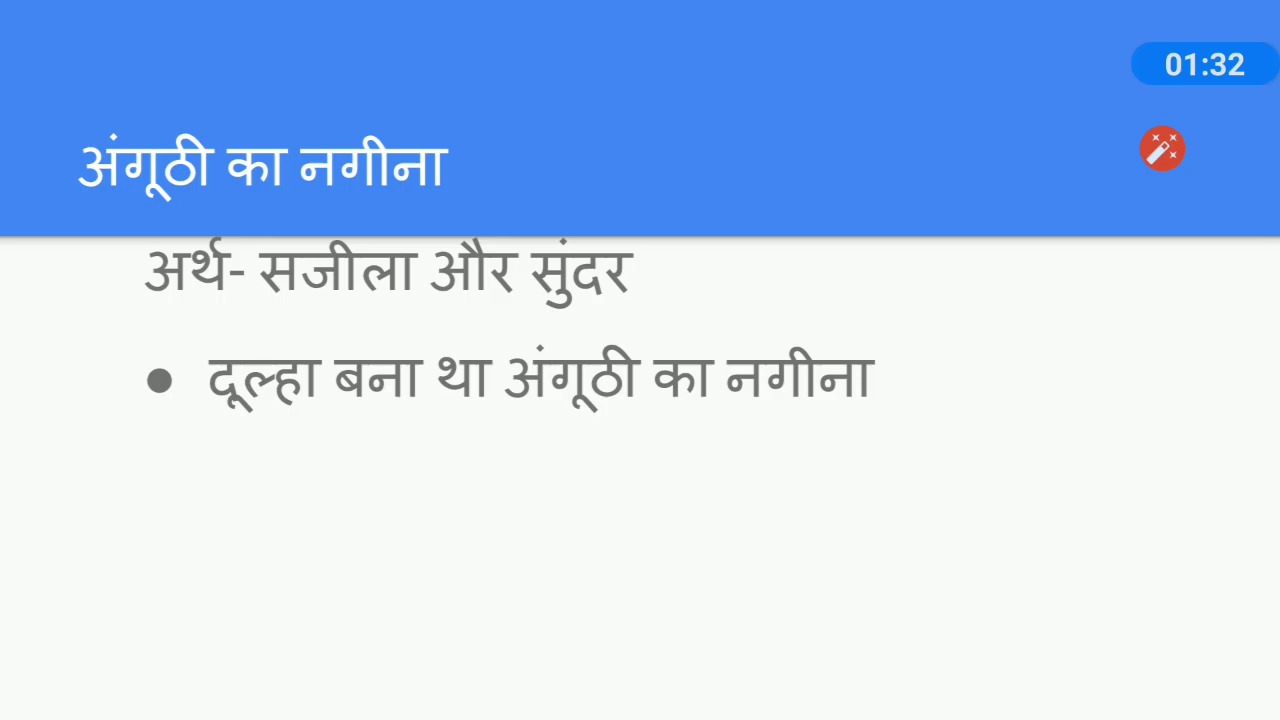 01:32
अंगूठी का नगीना
अर्थ- सजीला और सुंदर
● दूल्हा बना था अंगूठी का नगीना